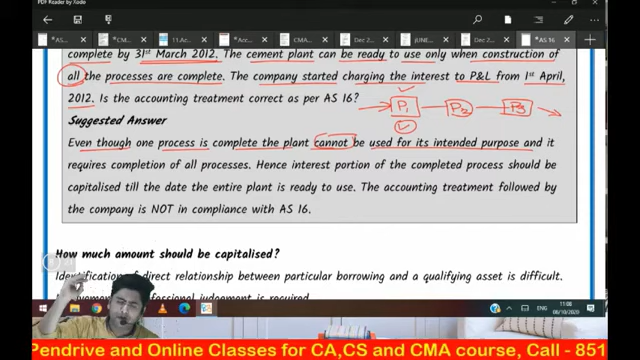 PDF Reader by Xodo
AS 16
complete by 31st March 2012. The cement plant can be ready to use only when construction of
all the processes are complete. The company started charging the interest to P&L from 1st April,
2012. Is the accounting treatment correct as per AS 16?
P1 P2 P3
Suggested Answer
Even though one process is complete the plant cannot be used for its intended purpose and it
requires completion of all processes. Hence interest portion of the completed process should be
capitalised till the date the entire plant is ready to use. The accounting treatment followed by
the company is NOT in compliance with AS 16.
How much amount should be capitalised?
Identification of direct relationship between particular borrowing and a qualifying asset is difficult.
professional judgement is required.
ENG
11:08
08/10/2020
Pendrive and Online Classes for CA,CS and CMA course, Call - 851